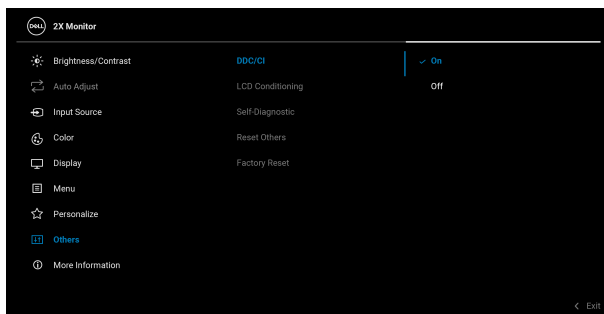 DELL 2X Monitor
Brightness/Contrast DDC/CI On
Auto Adjust LCD Conditioning Off
Input Source Self-Diagnostic
Color Reset Others
Display Factory Reset
Menu
Personalize
Others
More Information
Exit